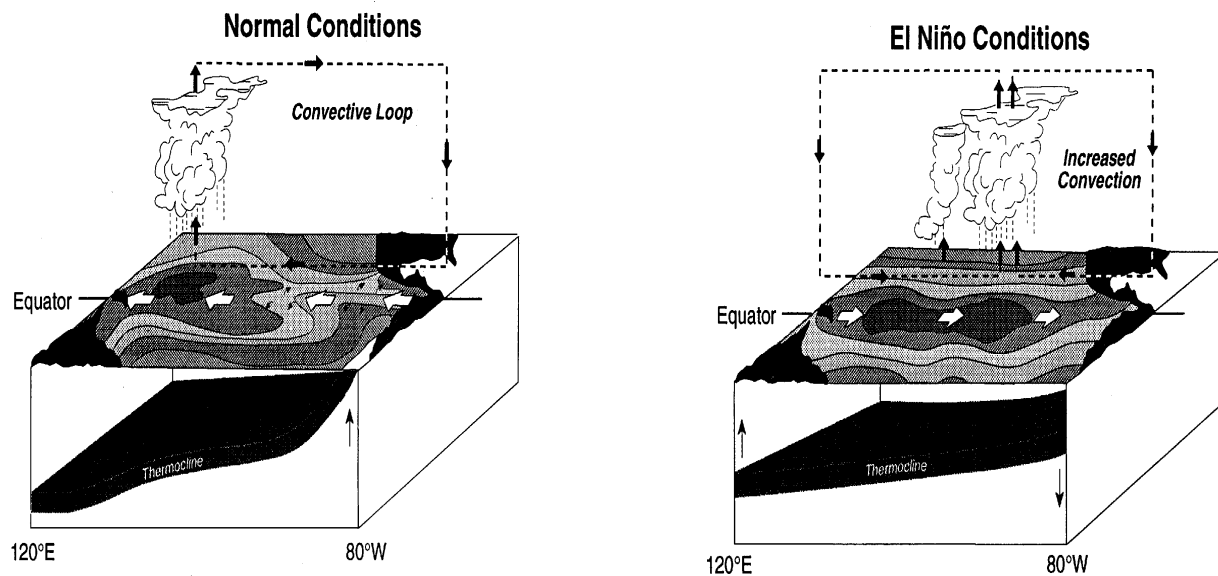 Normal Conditions
Convective Loop
Equator
Thermocline
120°E
80°W
El Niño Conditions
Increased
Convection
Equator
Thermocline
120°E
80°W